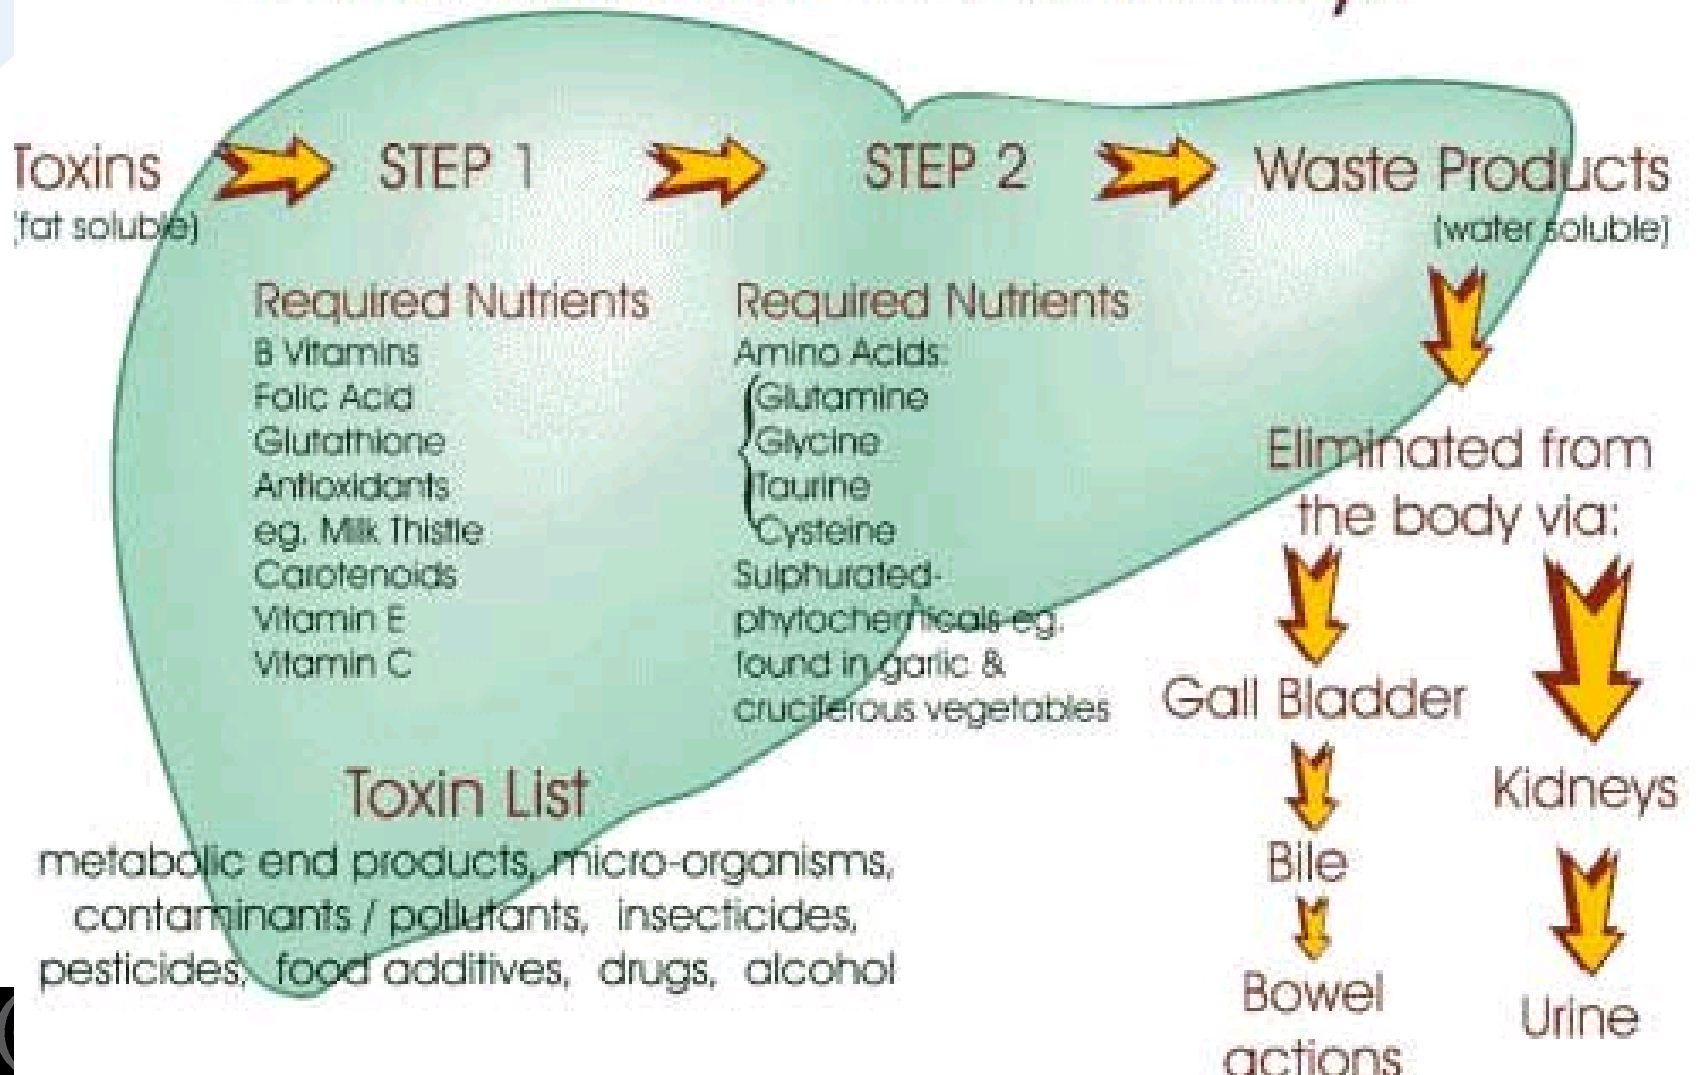 Toxins
(fat soluble)
STEP 1
STEP 2
Waste Products
(water soluble)
Required Nutrients
B Vitamins
Folic Acid
Glutathione
Antioxidants
eg. Milk Thistle
Carotenoids
Vitamin E
Vitamin C
Required Nutrients
Amino Acids:
Glutamine
Glycine
Taurine
Cysteine
Sulphurated-
phytochemicals eg.
found in garlic &
cruciferous vegetables
Eliminated from
the body via:
Gall Bladder
Bile
Bowel
actions
Kidneys
Urine
Toxin List
metabolic end products, micro-organisms,
contaminants / pollutants, insecticides,
pesticides, food additives, drugs, alcohol